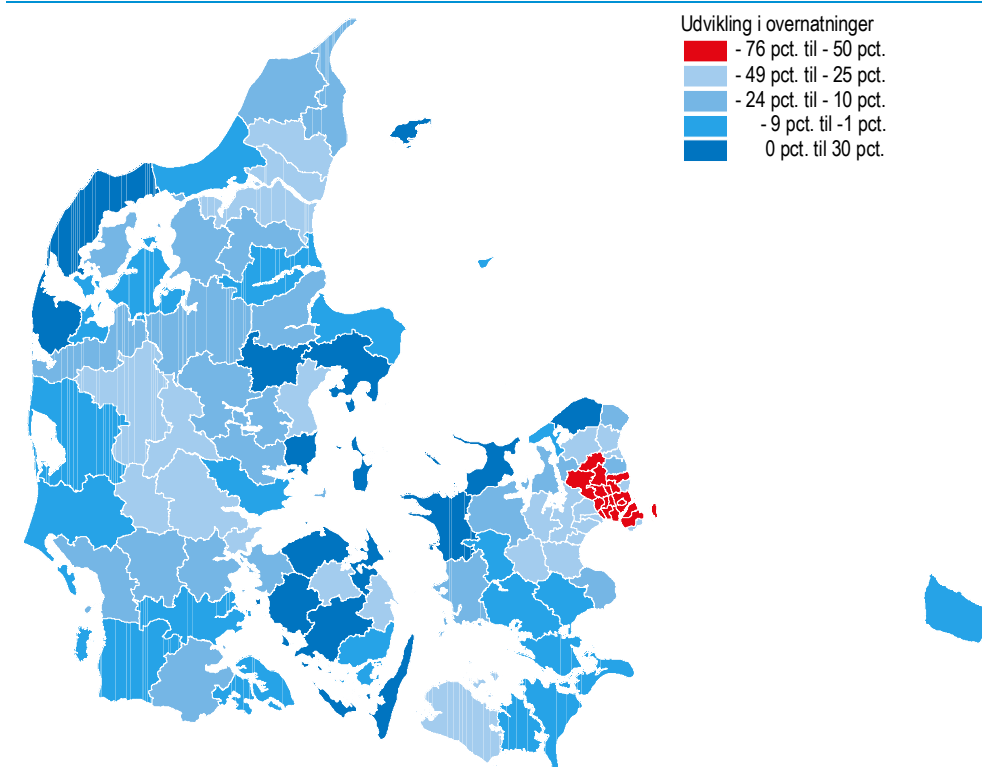 Udvikling i overnatninger
- 76 pct. til - 50 pct.
- 49 pct. til - 25 pct.
- 24 pct. til - 10 pct.
- 9 pct. til -1 pct.
0 pct. til 30 pct.